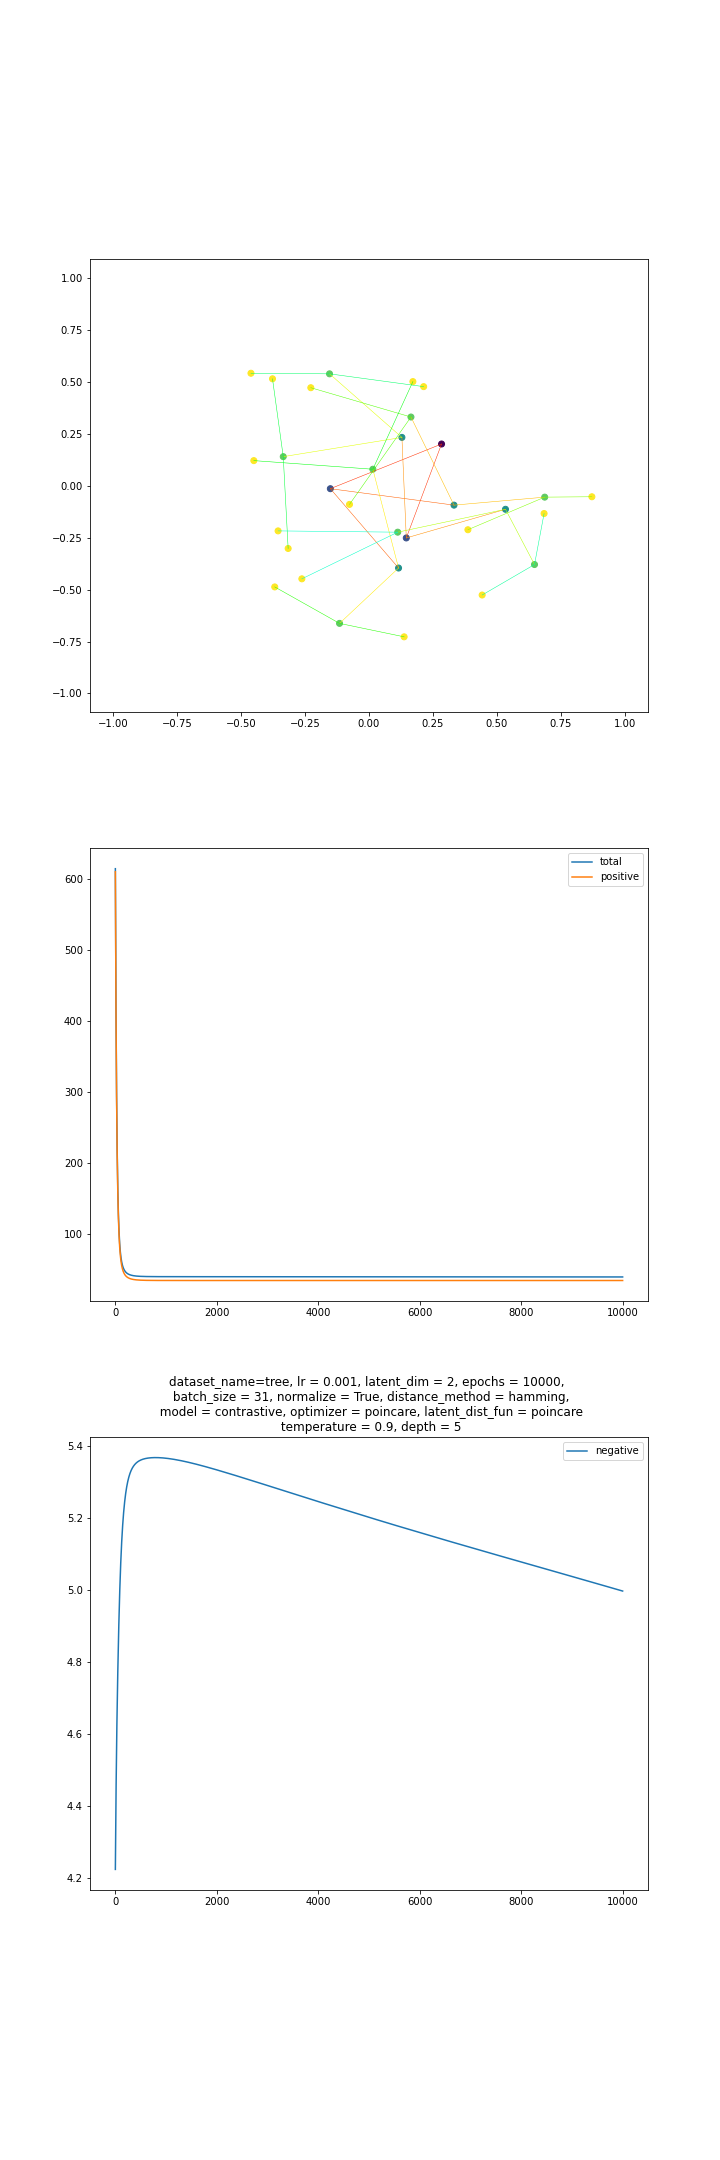 1.00
0.75
0.50
0.25
0.00
−0.25
−0.50
−0.75
−1.00
−1.00 −0.75 −0.50 −0.25 0.00 0.25 0.50 0.75 1.00
total
positive
600
500
400
300
200
100
0 2000 4000 6000 8000 10000
dataset_name=tree, lr = 0.001, latent_dim = 2, epochs = 10000,
batch_size = 31, normalize = True, distance_method = hamming,
model = contrastive, optimizer = poincare, latent_dist_fun = poincare
temperature = 0.9, depth = 5
negative
5.4
5.2
5.0
4.8
4.6
4.4
4.2
0 2000 4000 6000 8000 10000